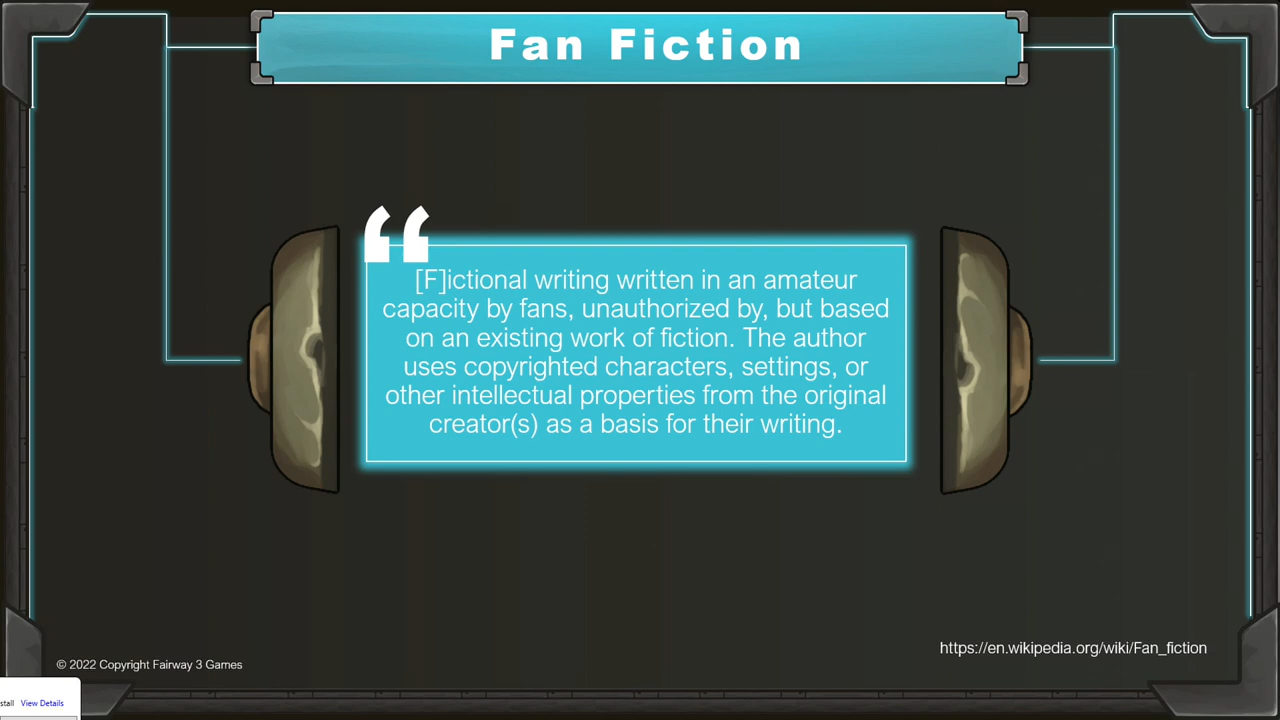 Fan Fiction
“
[F]ictional writing written in an amateur
capacity by fans, unauthorized by, but based
on an existing work of fiction. The author
uses copyrighted characters, settings, or
other intellectual properties from the original
creator(s) as a basis for their writing.
https://en.wikipedia.org/wiki/Fan_fiction
© 2022 Copyright Fairway 3 Games
stall View Details